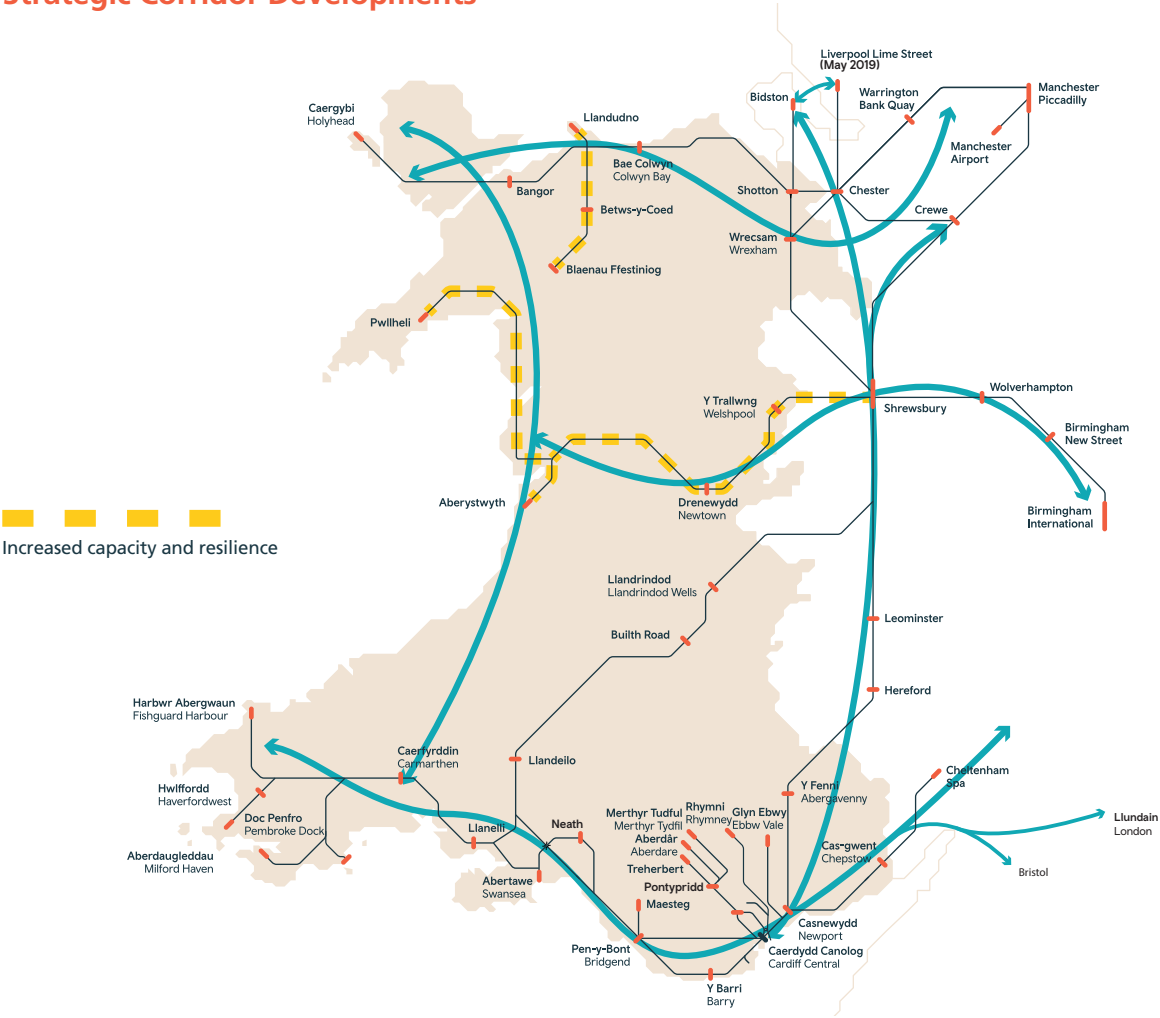 Strategic Corridor Developments
Liverpool Lime Street
(May 2019)
Bidston
Warrington
Bank Quay
Manchester
Piccadilly
Manchester
Airport
Caergybi
Holyhead
Llandudno
Bae Colwyn
Colwyn Bay
Bangor
Shotton
Chester
Betws-y-Coed
Crewe
Wrecsam
Wrexham
Blaenau Ffestiniog
Pwllheli
Wolverhampton
Y Trallwng
Welshpool
Shrewsbury
Birmingham
New Street
Aberystwyth
Drenewydd
Newtown
Birmingham
International
Increased capacity and resilience
Llandrindod
Llandrindod Wells
Leominster
Builth Road
Hereford
Harbwr Abergwaun
Fishguard Harbour
Caerfyrddin
Carmarthen
Llandeilo
Cheltenham
Spa
Hwlffordd
Haverfordwest
Y Fenni
Abergavenny
Doc Penfro
Pembroke Dock
Llanelli
Neath
Merthyr Tudful
Merthyr Tydfil
Rhymni
Rhymney
Glyn Ebwy
Ebbw Vale
Llundain
London
Aberdâr
Aberdare
Cas-gwent
Chepstow
Aberdaugleddau
Milford Haven
Treherbert
Bristol
Abertawe
Swansea
Pontypridd
Maesteg
Casnewydd
Newport
Pen-y-Bont
Bridgend
Caerdydd Canolog
Cardiff Central
Y Barri
Barry